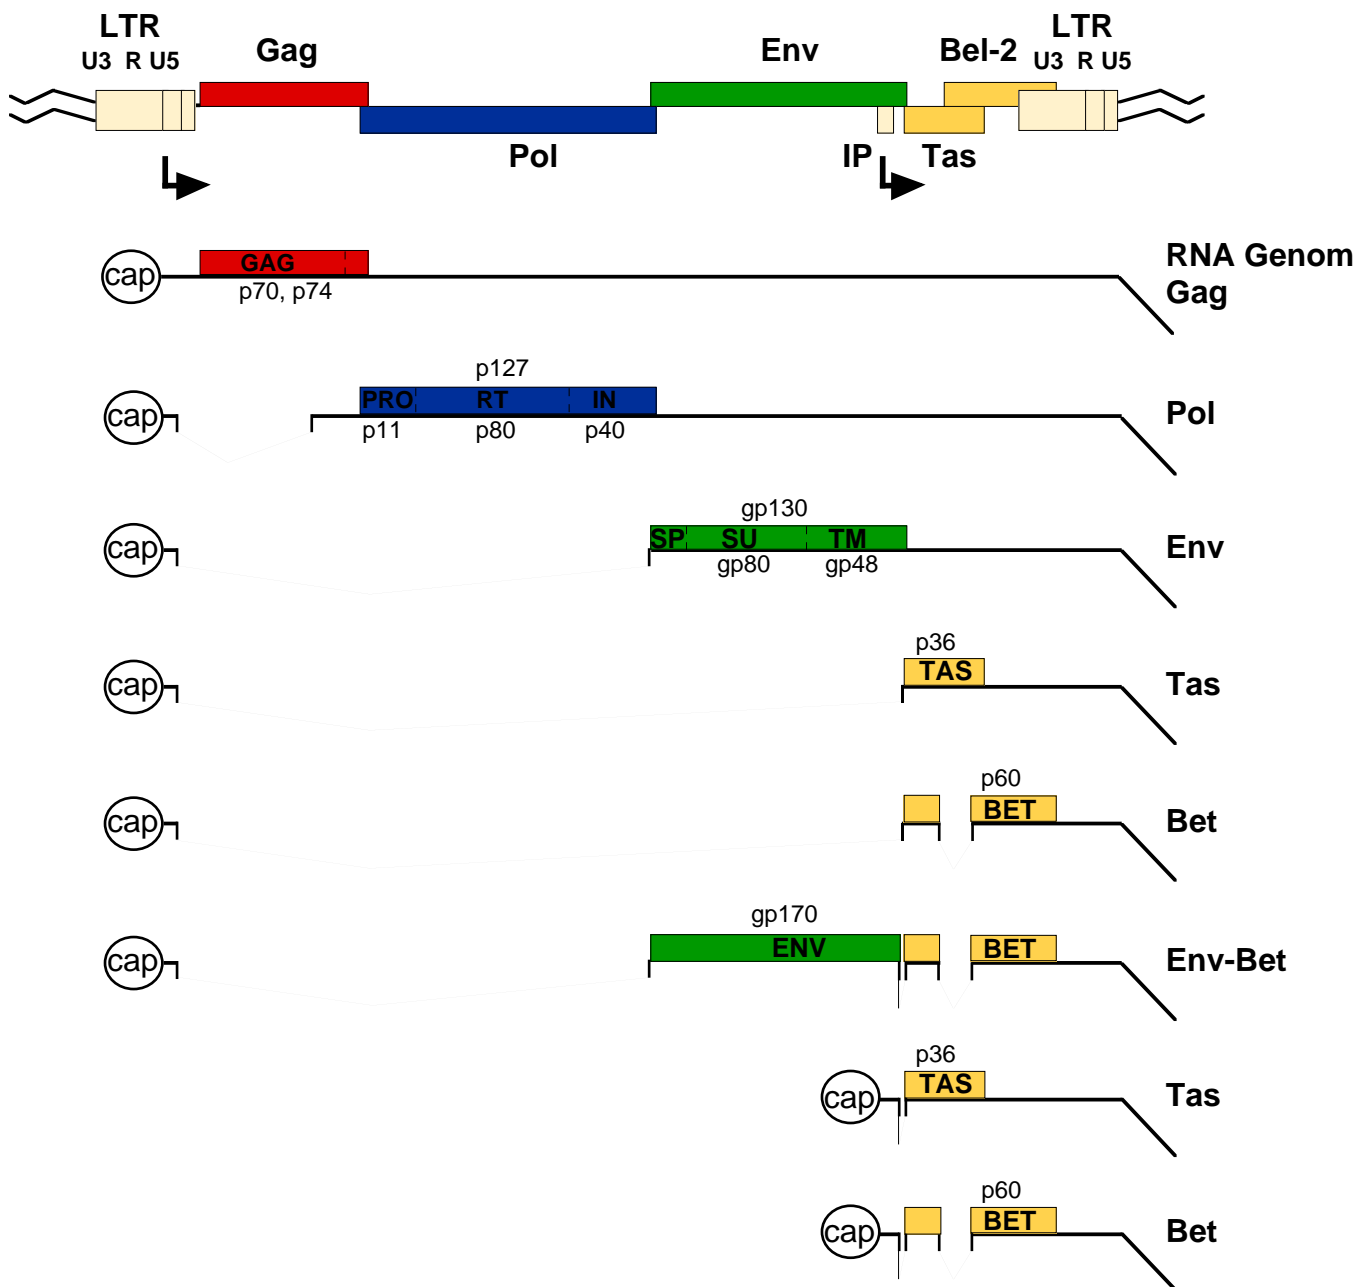 LTR
U3 R U5
Gag
Env
Bel-2
LTR
U3 R U5
Pol
IP
Tas
cap
GAG
p70, p74
RNA Genom
Gag
p127
cap
PRO
RT
IN
p11
p80
p40
Pol
gp130
cap
SP
SU
TM
gp80
gp48
Env
p36
cap
TAS
Tas
p60
cap
BET
Bet
gp170
cap
ENV
BET
Env-Bet
p36
cap
TAS
Tas
p60
cap
BET
Bet